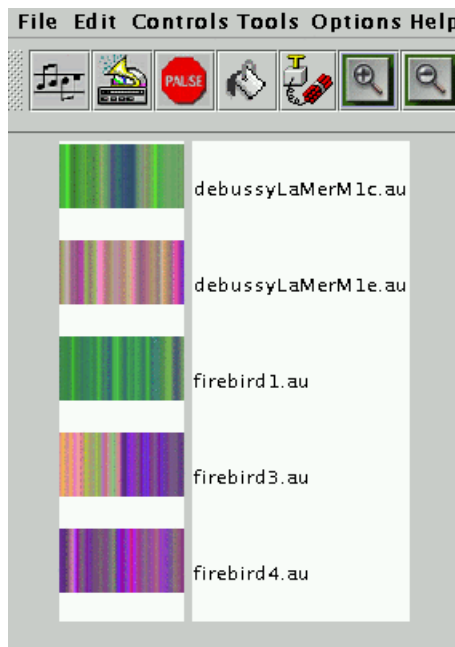 File Edit Controls Tools Options Help
PALSE
debussyLaMerM1c.au
debussyLaMerM1e.au
firebird1.au
firebird3.au
firebird4.au